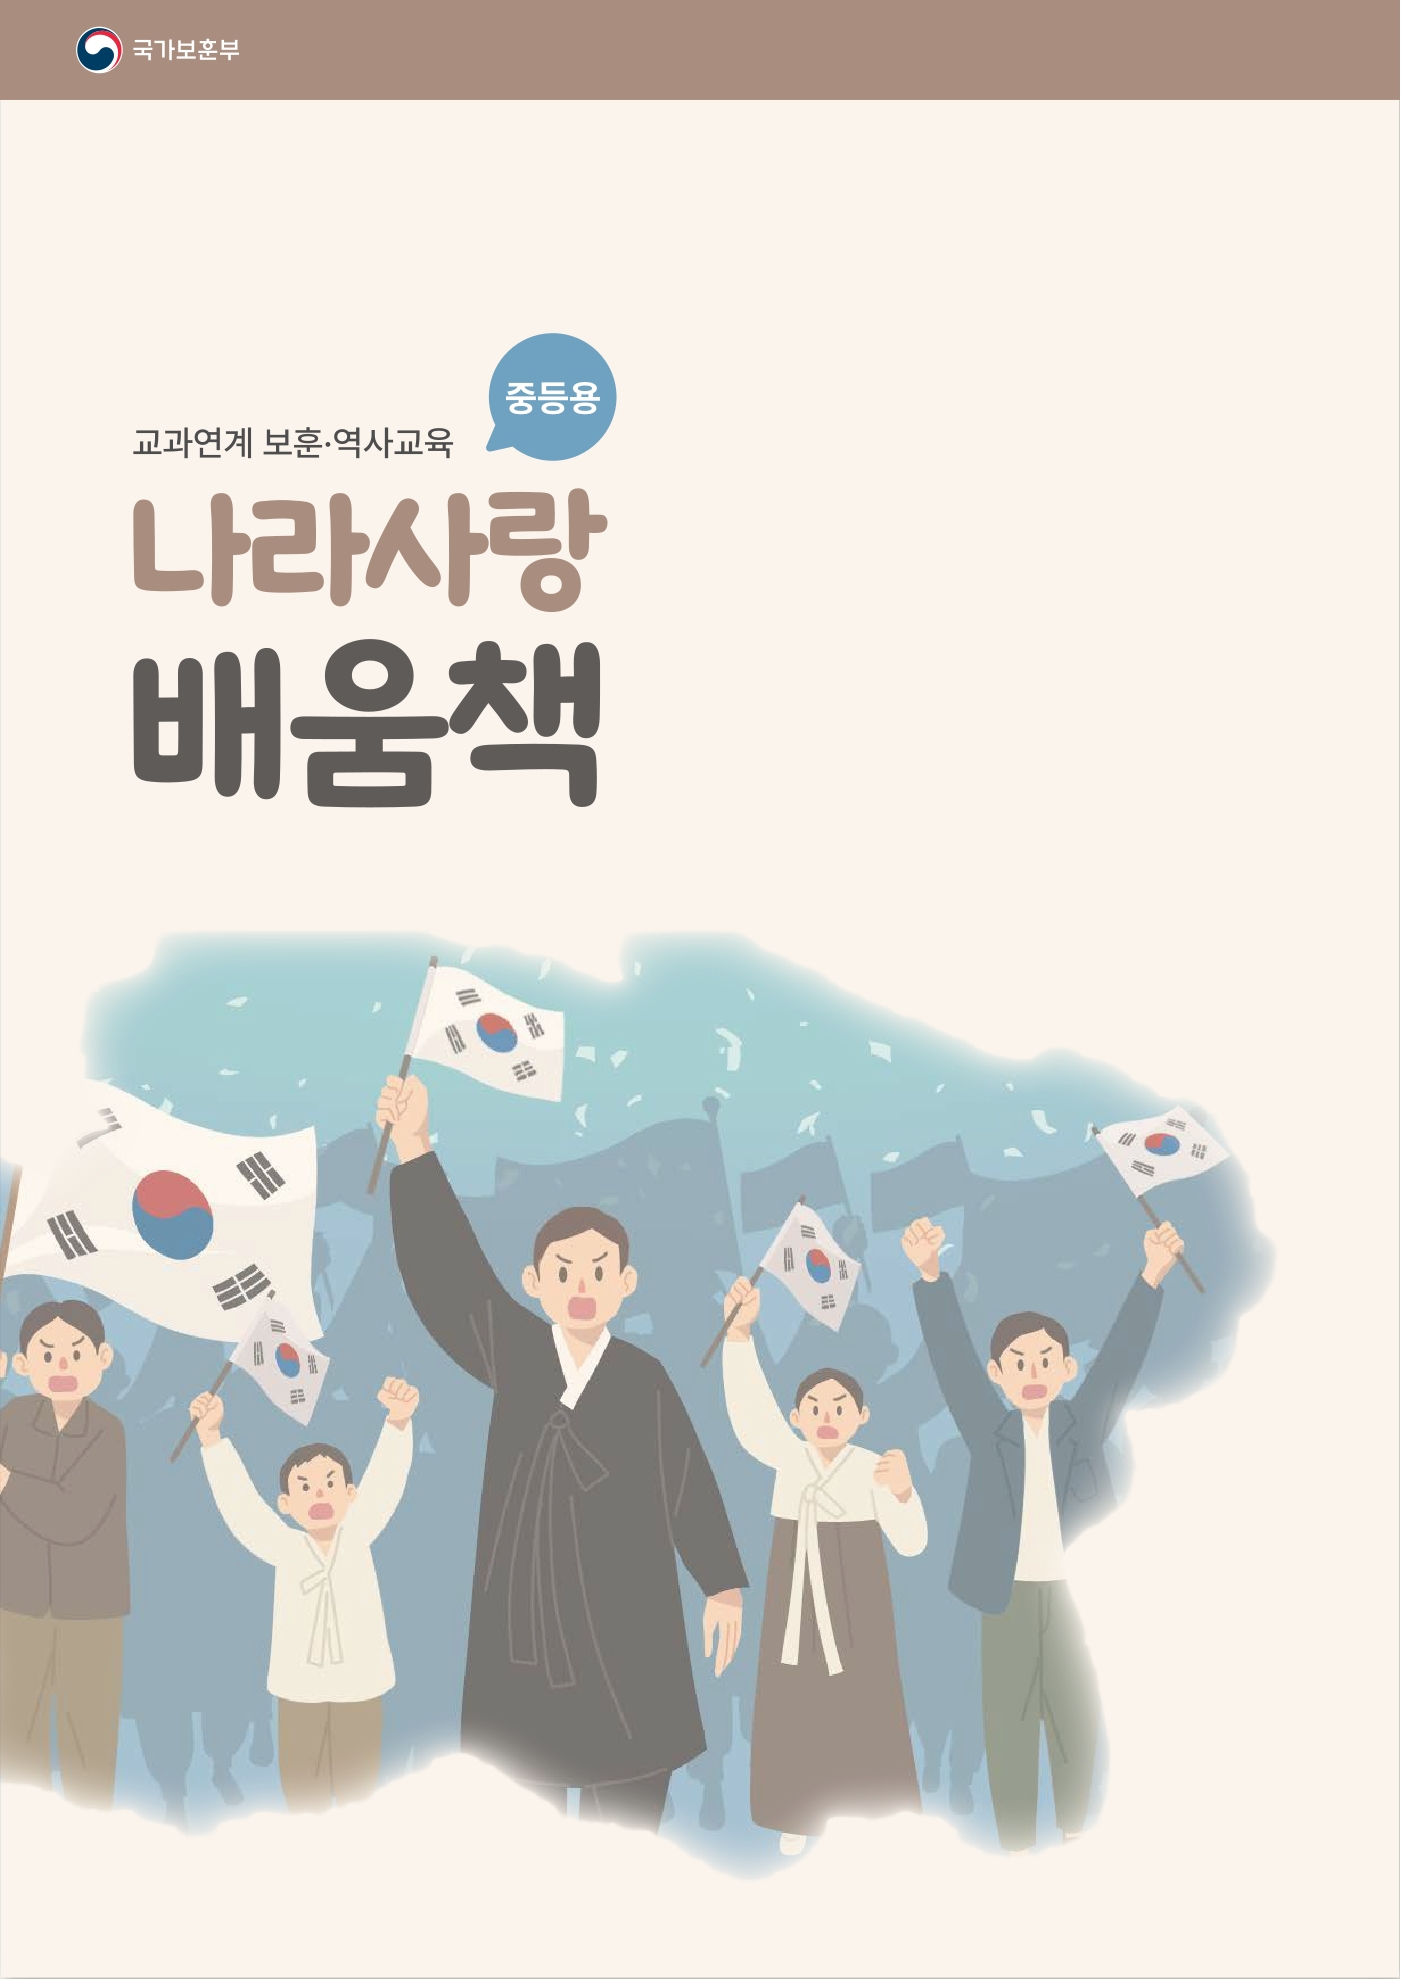 국가보훈부
중등용
교과연계 보훈·역사교육
나라사랑
배움책